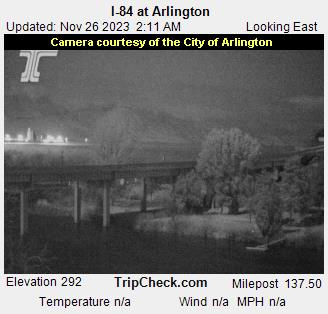 I-84 at Arlington
Updated: Nov 26 2023 2:11 AM Looking East
Camera courtesy of the City of Arlington
Elevation 292 TripCheck.com Milepost 137.50
Temperature n/a Wind n/a MPH n/a